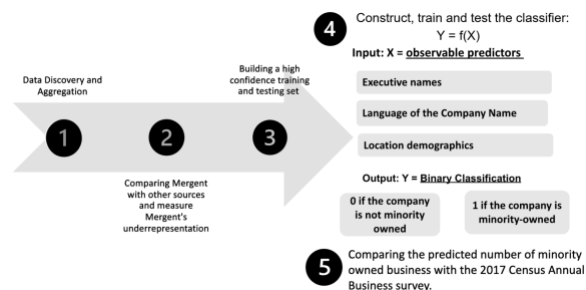 Data Discovery and
Aggregation
1
2
Comparing Mergent
with other sources
and measure
Mergent's
underrepresentation
Building a high
confidence training
and testing set
3
4
Construct, train and test the classifier:
Y = f(X)
Input: X = observable predictors
Executive names
Language of the Company Name
Location demographics
Output: Y = Binary Classification
0 if the company
is not minority
owned
1 if the company is
minority-owned
5
Comparing the predicted number of minority
owned business with the 2017 Census Annual
Business survey.